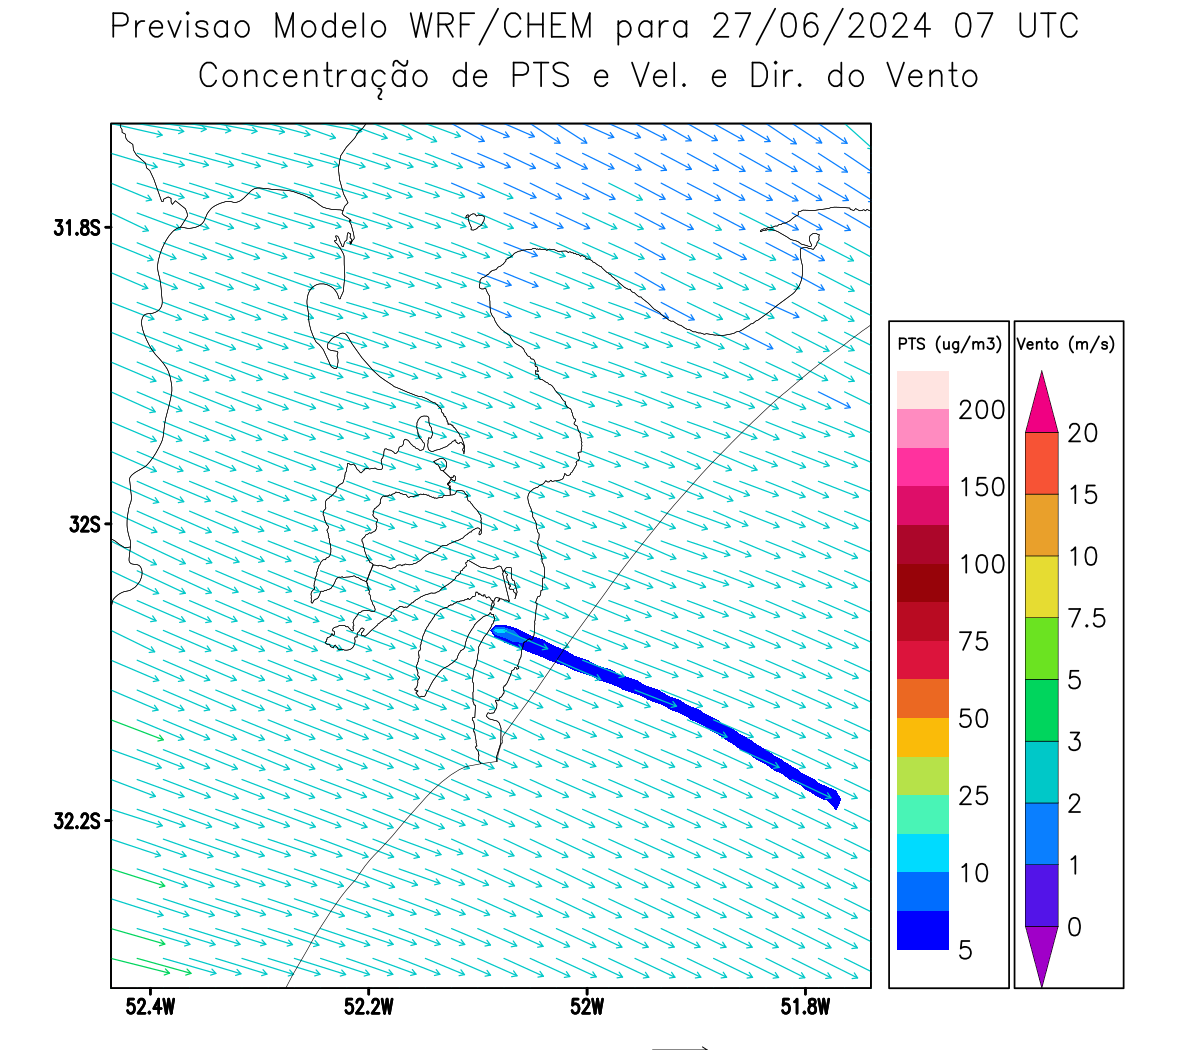 Previsao Modelo WRF/CHEM para 27/06/2024 07 UTC
Concentração de PTS e Vel. e Dir. do Vento
31.8S
32S
32.2S
52.4W
52.2W
52W
51.8W
PTS (ug/m3)
200
150
100
75
50
25
10
5
Vento (m/s)
20
15
10
7.5
5
3
2
1
0